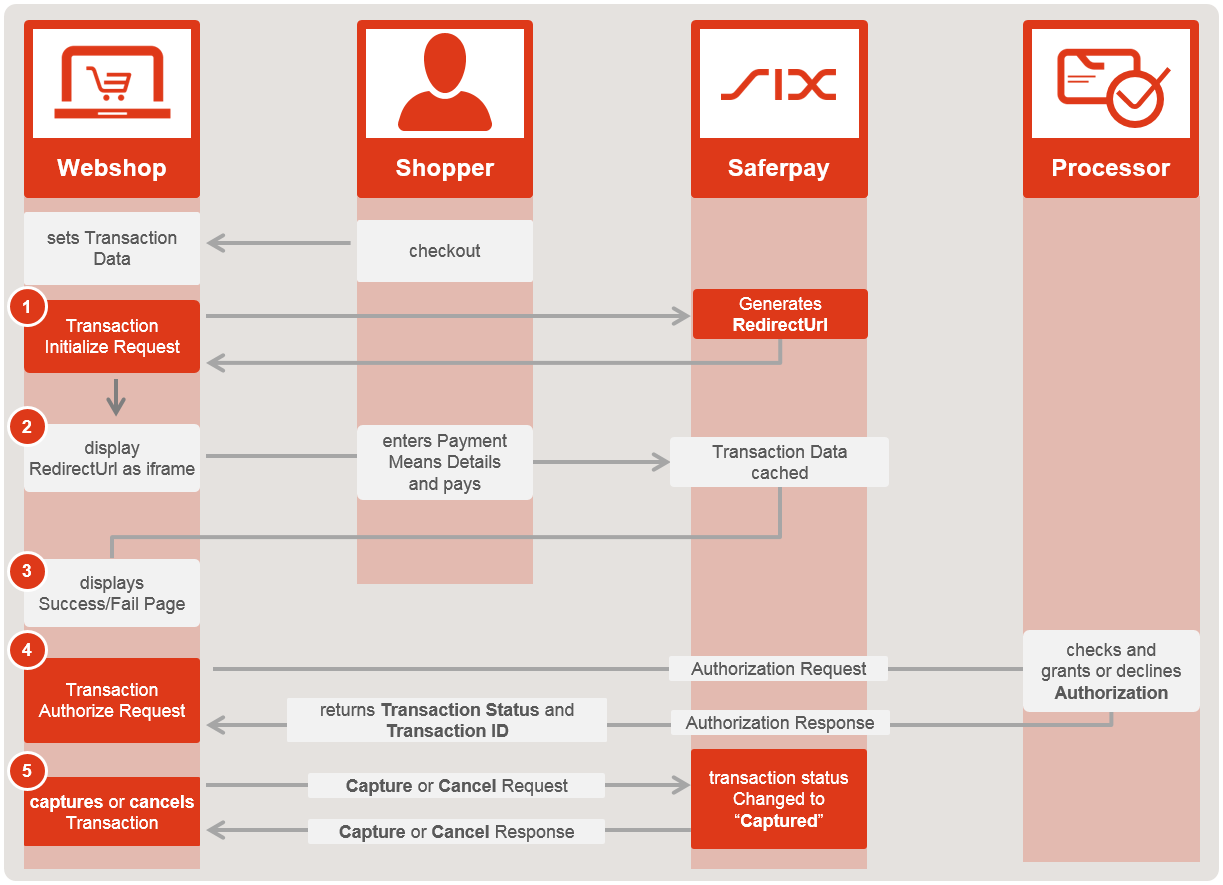 SIX
Webshop
Shopper
Saferpay
Processor
sets Transaction
Data
checkout
1
Transaction
Initialize Request
Generates
RedirectUrl
2
display
RedirectUrl as iframe
enters Payment
Means Details
and pays
Transaction Data
cached
3
displays
Success/Fail Page
4
Transaction
Authorize Request
Authorization Request
checks and
grants or declines
Authorization
returns Transaction Status and
Transaction ID
Authorization Response
5
captures or cancels
Transaction
Capture or Cancel Request
transaction status
Changed to
“Captured”
Capture or Cancel Response